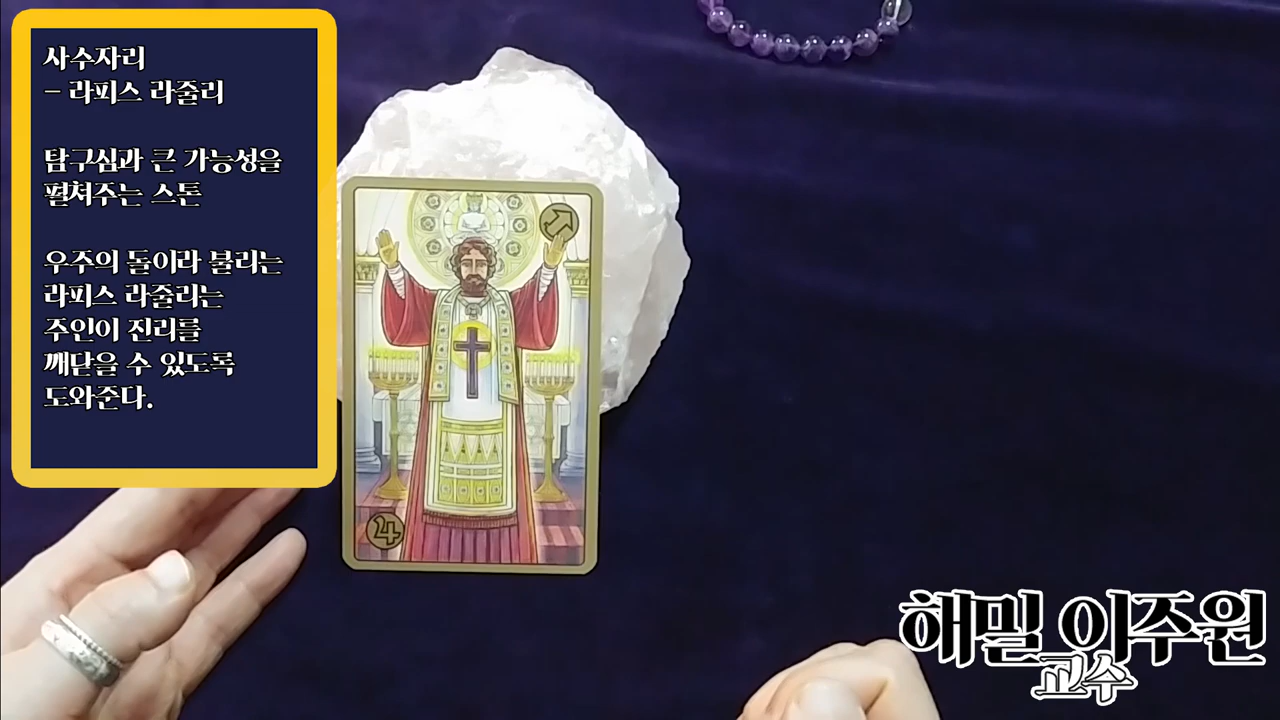 사수자리
- 라피스 라줄리
탐구심과 큰 가능성을
펼쳐주는 스톤
우주의 돌이라 불리는
라피스 라줄리는
주인이 진리를
깨닫을 수 있도록
도와준다.
해밀 이주원
교수